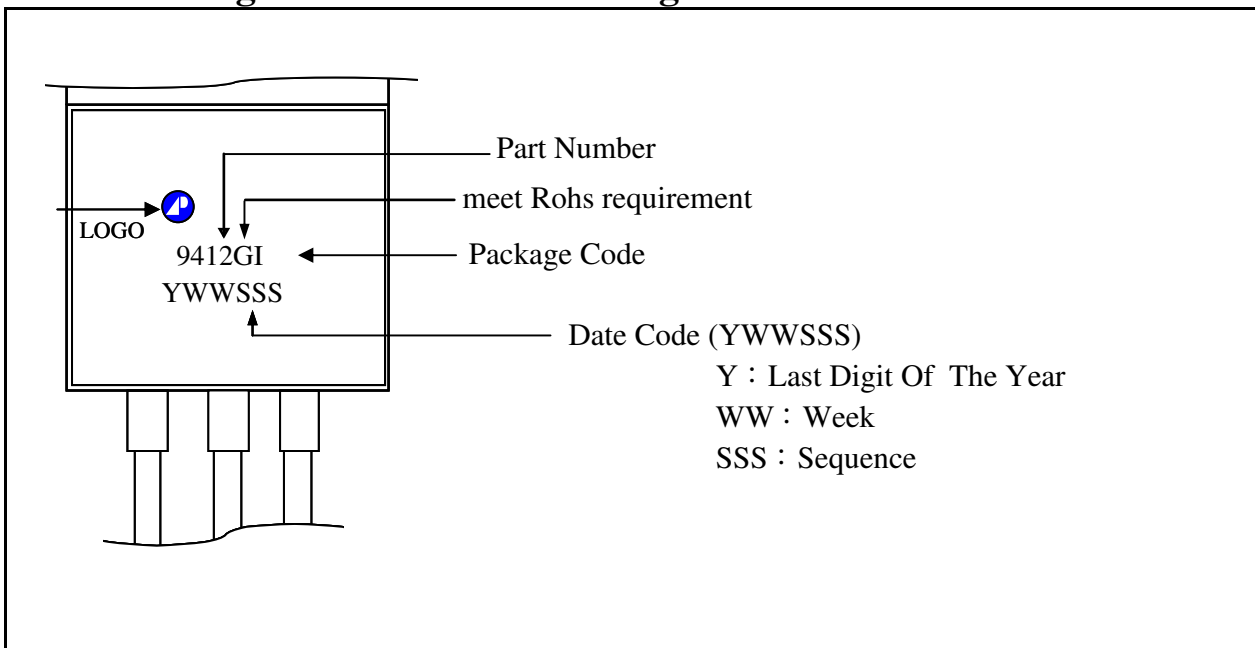 Part Number
meet Rohs requirement
LOGO
9412GI
Package Code
YWWSSS
Date Code (YWWSSS)
Y：Last Digit Of The Year
WW：Week
SSS：Sequence